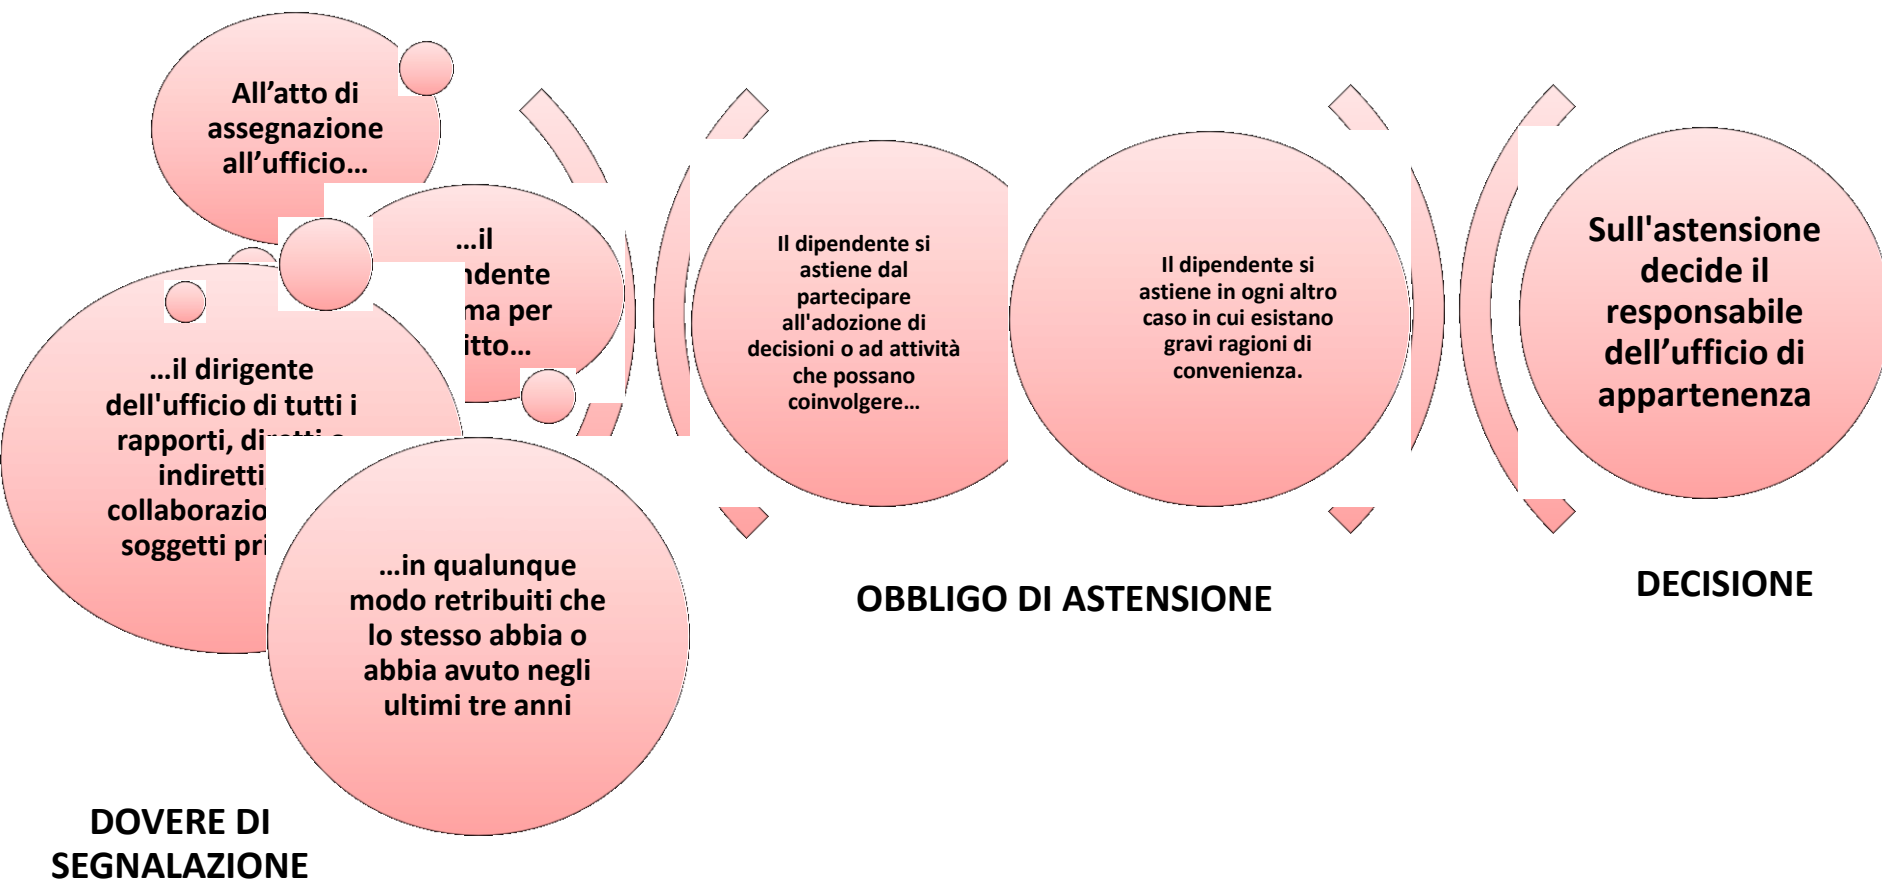 All’atto di
assegnazione
all’ufficio…
…il
ndente
ma per
itto…
…il dirigente
dell'ufficio di tutti i
rapporti,
indiretti
collaborazio
soggetti pri
…in qualunque
modo retribuiti che
lo stesso abbia o
abbia avuto negli
ultimi tre anni
DOVERE DI
SEGNALAZIONE
Il dipendente si
astiene dal
partecipare
all'adozione di
decisioni o ad attività
che possano
coinvolgere…
Il dipendente si
astiene in ogni altro
caso in cui esistano
gravi ragioni di
convenienza.
OBBLIGO DI ASTENSIONE
Sull'astensione
decide il
responsabile
dell’ufficio di
appartenenza
DECISIONE